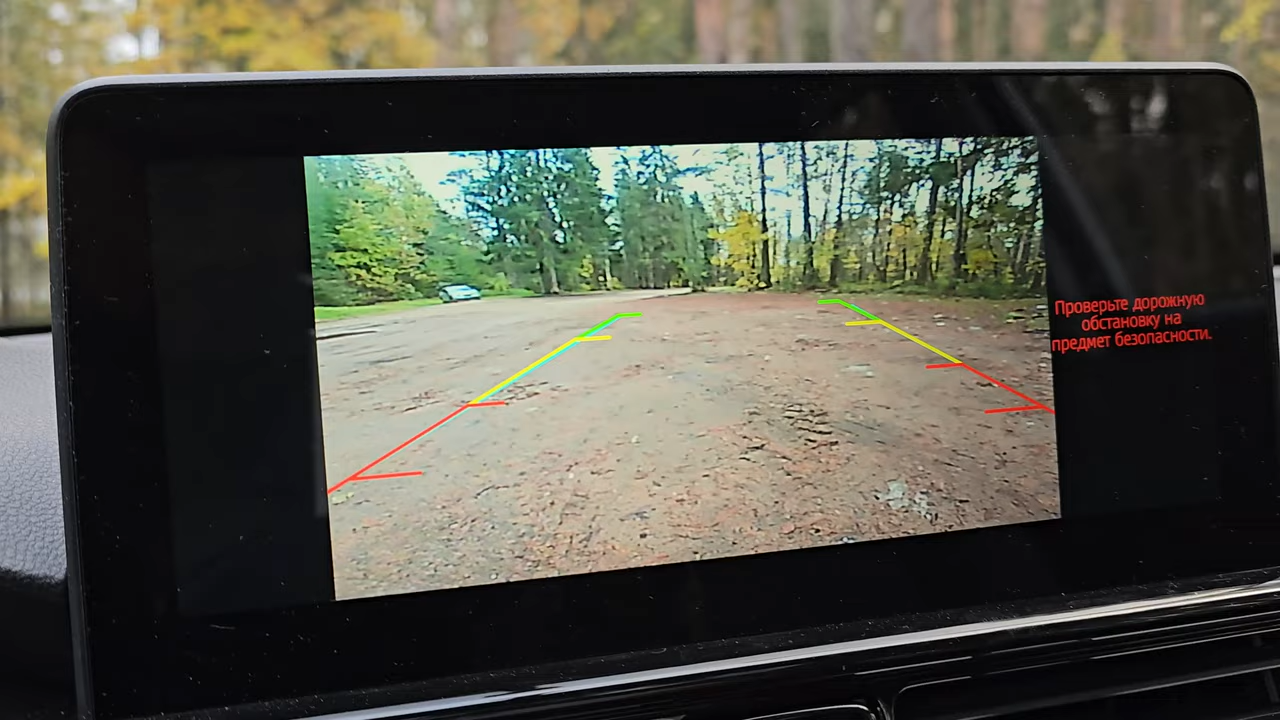 Проверьте дорожную
обстановку на
предмет безопасности.